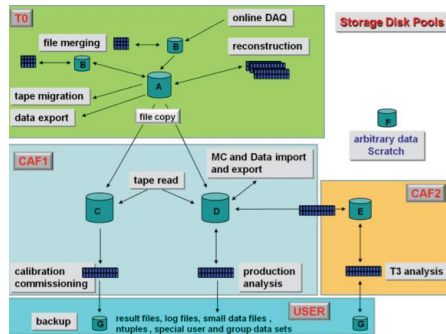 T0
online DAQ
Storage Disk Pools
file merging
B
B
reconstruction
A
tape migration
data export
file copy
F
arbitrary data
Scratch
CAF1
MC and Data import
and export
tape read
CAF2
C
D
E
calibration
commissioning
production
analysis
T3 analysis
USER
backup
G
result files, log files, small data files ,
ntuples , special user and group data sets
G